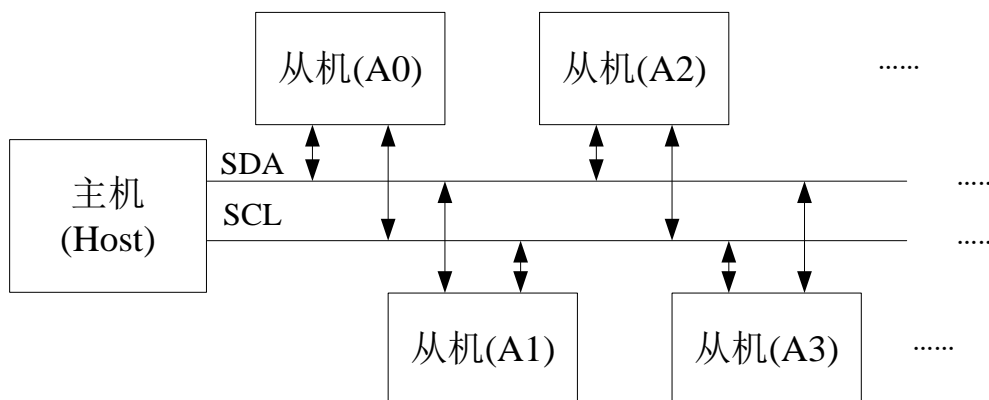 从机(A0)
从机(A2)
......
主机
(Host)
SDA
SCL
.....
.....
从机(A1)
从机(A3)
......